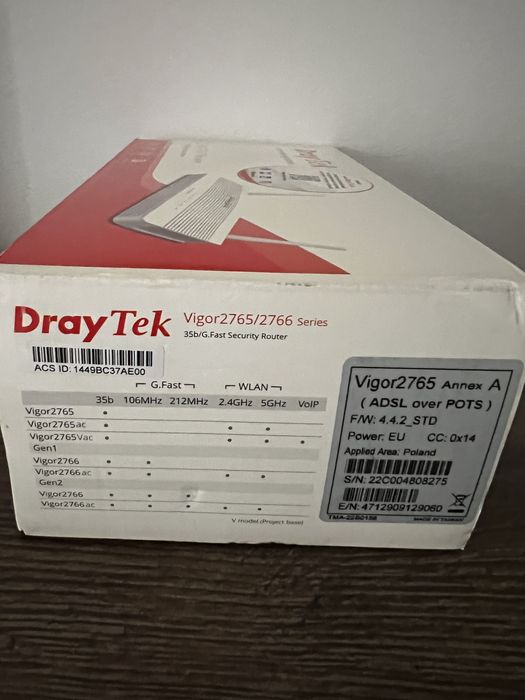 DrayTek
Vigor2765/2766 Series
35b/G.Fast Security Router
ACS ID: 1449BC37AE00
G.Fast WLAN
35b 106MHz 212MHz 2.4GHz 5GHz VoIP
Vigor2765 •
Vigor2765ac • • •
Vigor2765Vac • • • •
Gen1
Vigor2766 • •
Vigor2766ac • • • •
Gen2
Vigor2766 • • •
Vigor2766ac • • • • •
V model (Project base)
Vigor2765 Annex A
( ADSL over POTS )
F/W: 4.4.2_STD
Power: EU CC: 0x14
Applied Area: Poland
S/N: 22C004808275
E/N: 4712909129060
MADE IN TAIWAN